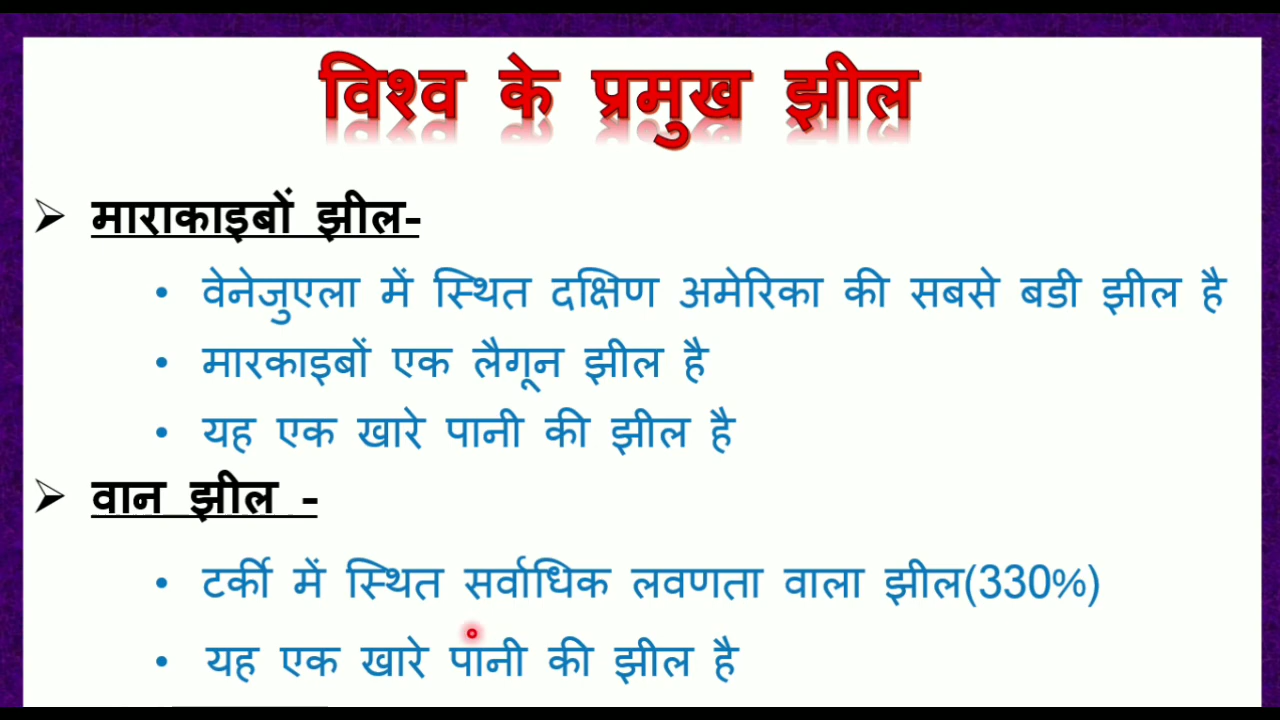 विश्व के प्रमुख झील
➢ माराकाइबों झील-
• वेनेजुएला में स्थित दक्षिण अमेरिका की सबसे बडी झील है
• मारकाइबों एक लैगून झील है
• यह एक खारे पानी की झील है
➢ वान झील -
• टर्की में स्थित सर्वाधिक लवणता वाला झील(330%)
• यह एक खारे पानी की झील है